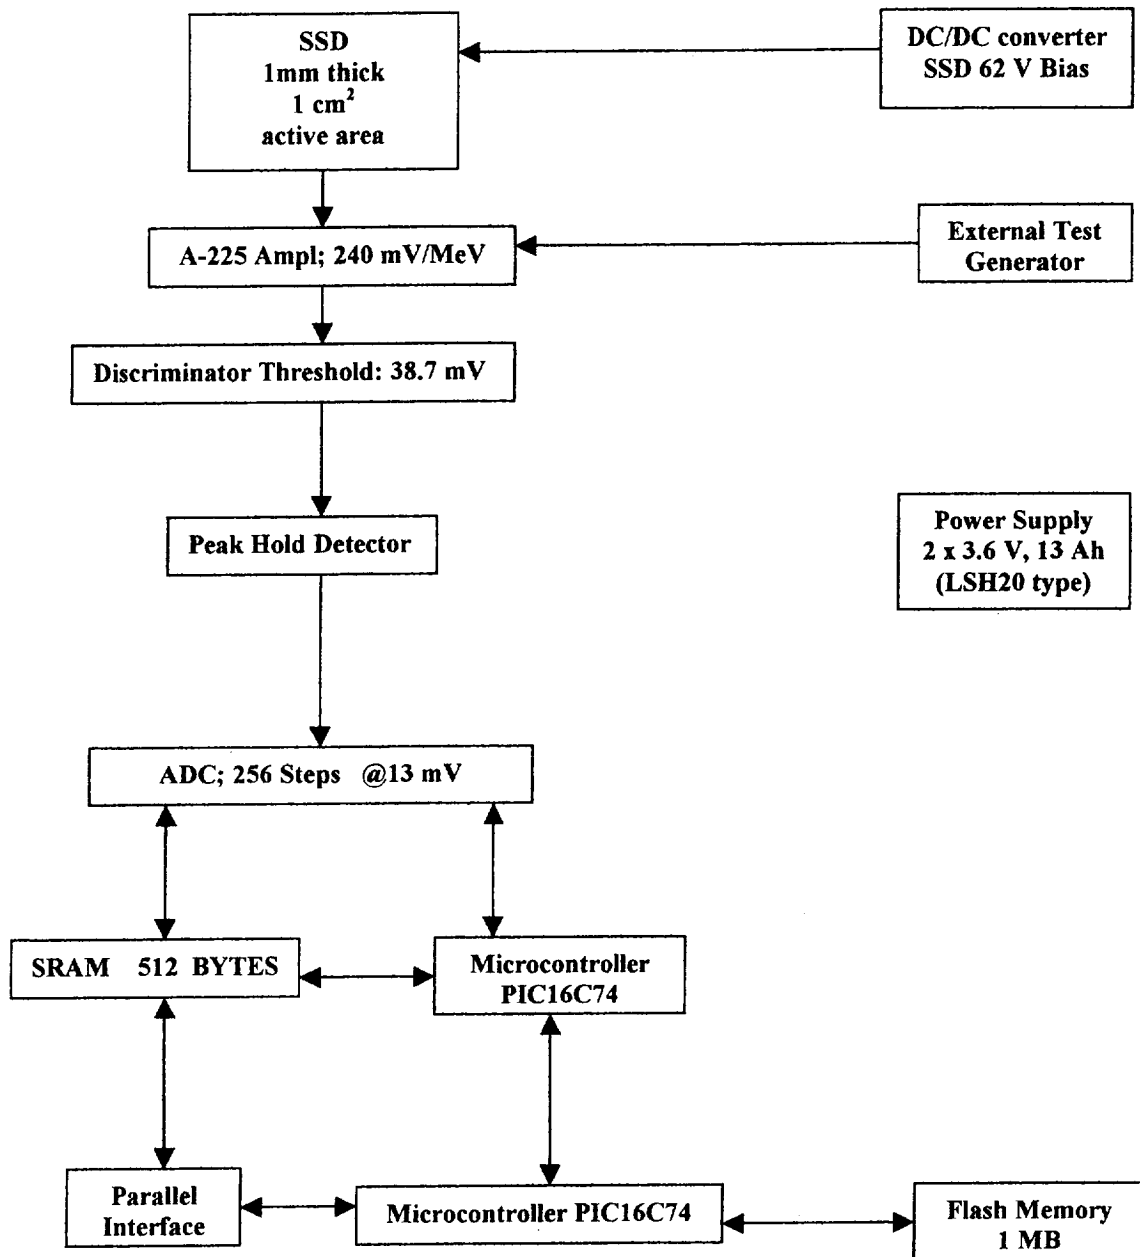 SSD
1mm thick
1 cm²
active area
DC/DC converter
SSD 62 V Bias
A-225 Ampl; 240 mV/MeV
External Test
Generator
Discriminator Threshold: 38.7 mV
Peak Hold Detector
Power Supply
2 x 3.6 V, 13 Ah
(LSH20 type)
ADC; 256 Steps @13 mV
SRAM 512 BYTES
Microcontroller
PIC16C74
Parallel
Interface
Microcontroller PIC16C74
Flash Memory
1 MB